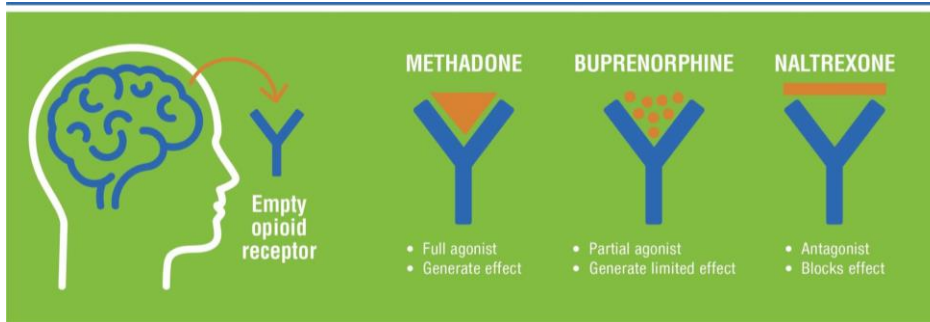 Empty
opioid
receptor
METHADONE
• Full agonist
• Generate effect
BUPRENORPHINE
• Partial agonist
• Generate limited effect
NALTREXONE
• Antagonist
• Blocks effect